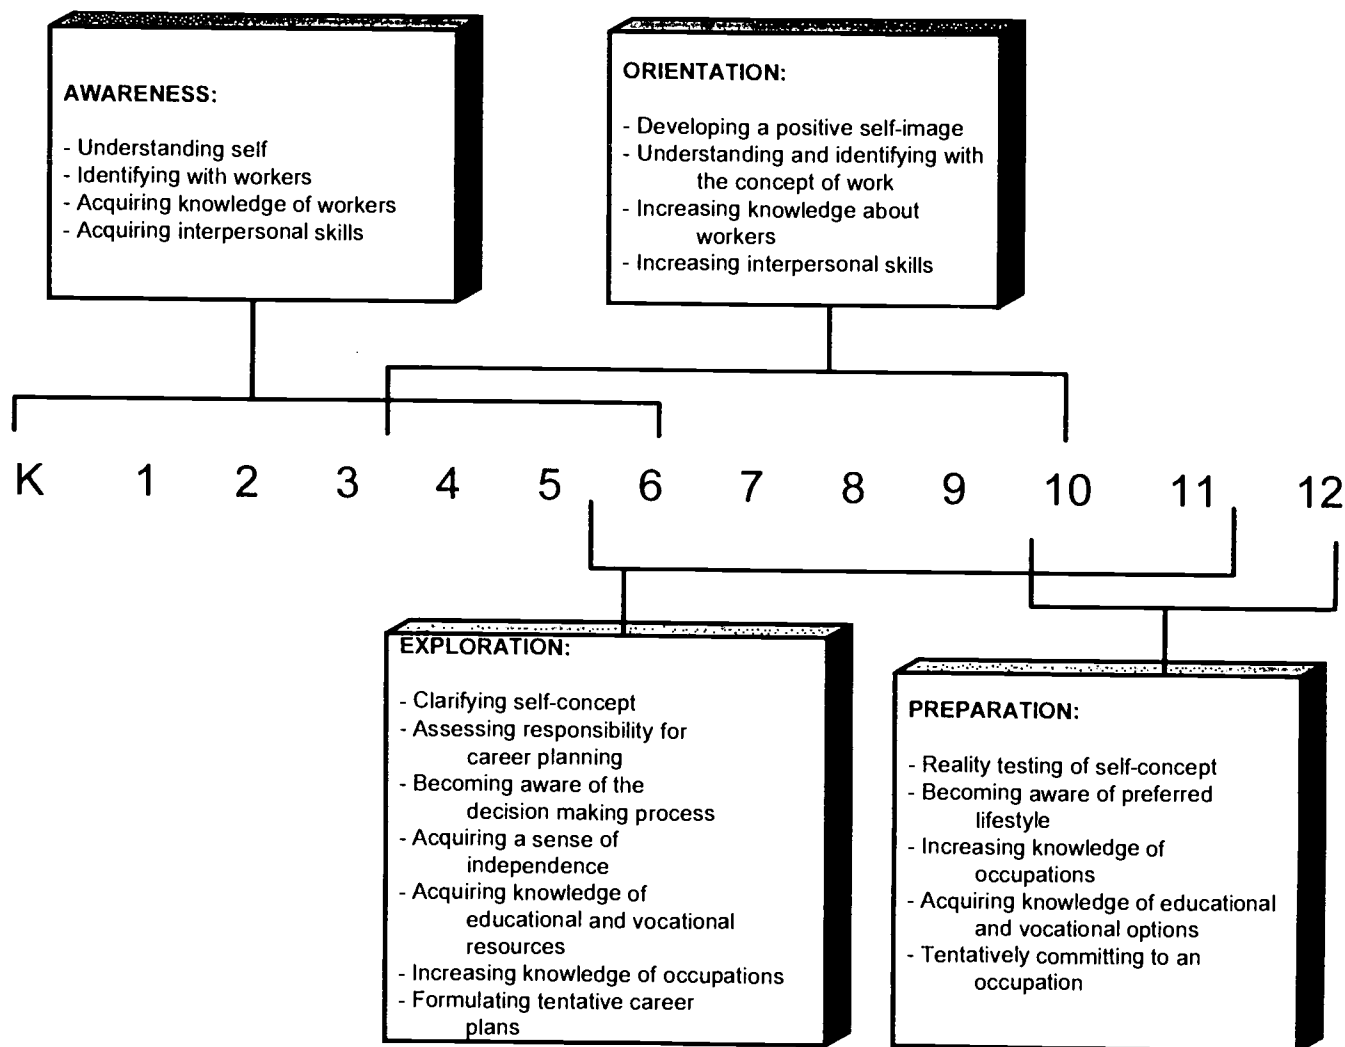 AWARENESS:
- Understanding self
- Identifying with workers
- Acquiring knowledge of workers
- Acquiring interpersonal skills
ORIENTATION:
- Developing a positive self-image
- Understanding and identifying with
the concept of work
- Increasing knowledge about
workers
- Increasing interpersonal skills
K 1 2 3 4 5 6 7 8 9 10 11 12
EXPLORATION:
- Clarifying self-concept
- Assessing responsibility for
career planning
- Becoming aware of the
decision making process
- Acquiring a sense of
independence
- Acquiring knowledge of
educational and vocational
resources
- Increasing knowledge of occupations
- Formulating tentative career
plans
PREPARATION:
- Reality testing of self-concept
- Becoming aware of preferred
lifestyle
- Increasing knowledge of
occupations
- Acquiring knowledge of educational
and vocational options
- Tentatively committing to an
occupation